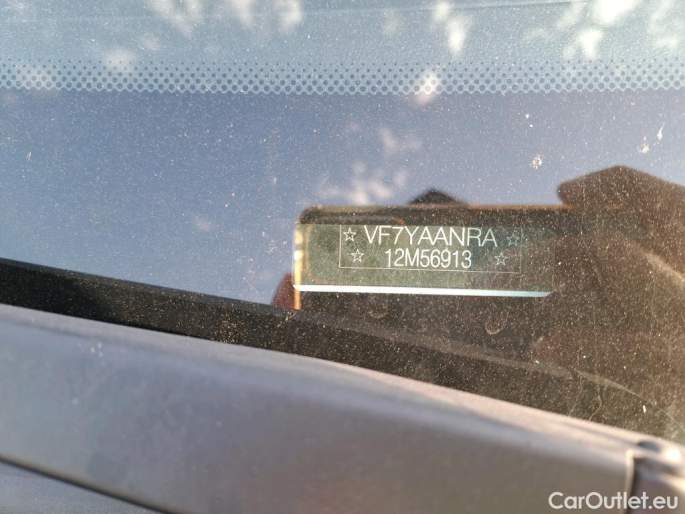 ☆ VF7YAANRA ☆
☆ 12M56913 ☆
CarOutlet.eu